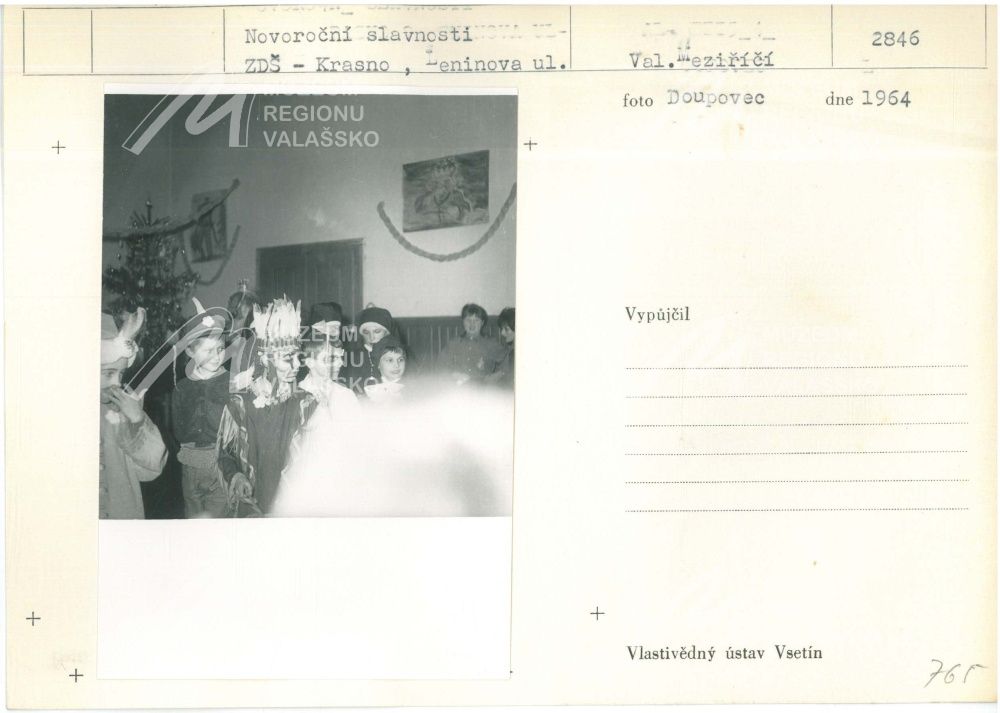 Novoroční slavnosti
ZDŠ - Krasno , Leninova ul.
Val.Meziříčí
2846
foto Doupovec dne 1964
REGIONU
VALAŠSKO
Vypůjčil
Vlastivědný ústav Vsetín
765